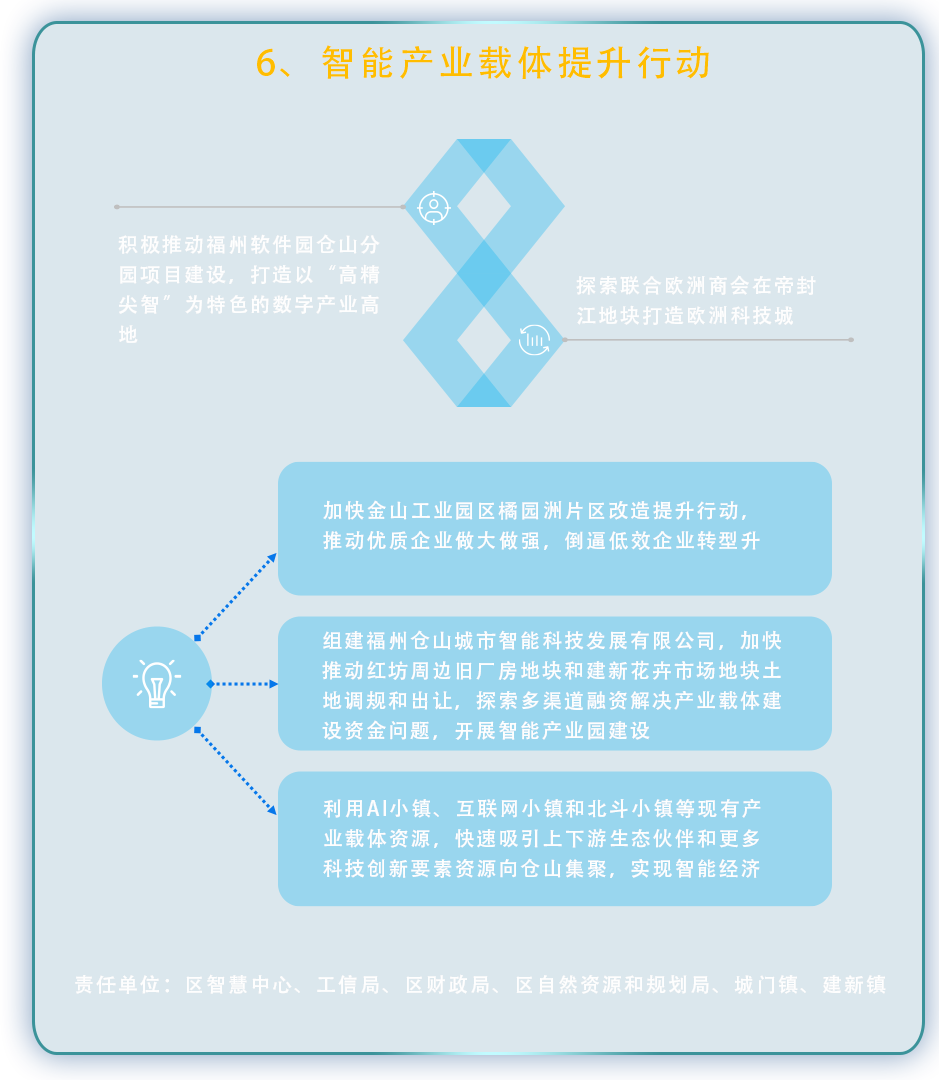 6、智能产业载体提升行动
积极推动福州软件园仓山分
园项目建设，打造以“高精
尖智”为特色的数字产业高
地
探索联合欧洲商会在帝封
江地块打造欧洲科技城
加快金山工业园区橘园洲片区改造提升行动，
推动优质企业做大做强，倒逼低效企业转型升
组建福州仓山城市智能科技发展有限公司，加快
推动红坊周边旧厂房地块和建新花卉市场地块土
地调规和出让，探索多渠道融资解决产业载体建
设资金问题，开展智能产业园建设
利用AI小镇、互联网小镇和北斗小镇等现有产
业载体资源，快速吸引上下游生态伙伴和更多
科技创新要素资源向仓山集聚，实现智能经济
责任单位：区智慧中心、工信局、区财政局、区自然资源和规划局、城门镇、建新镇